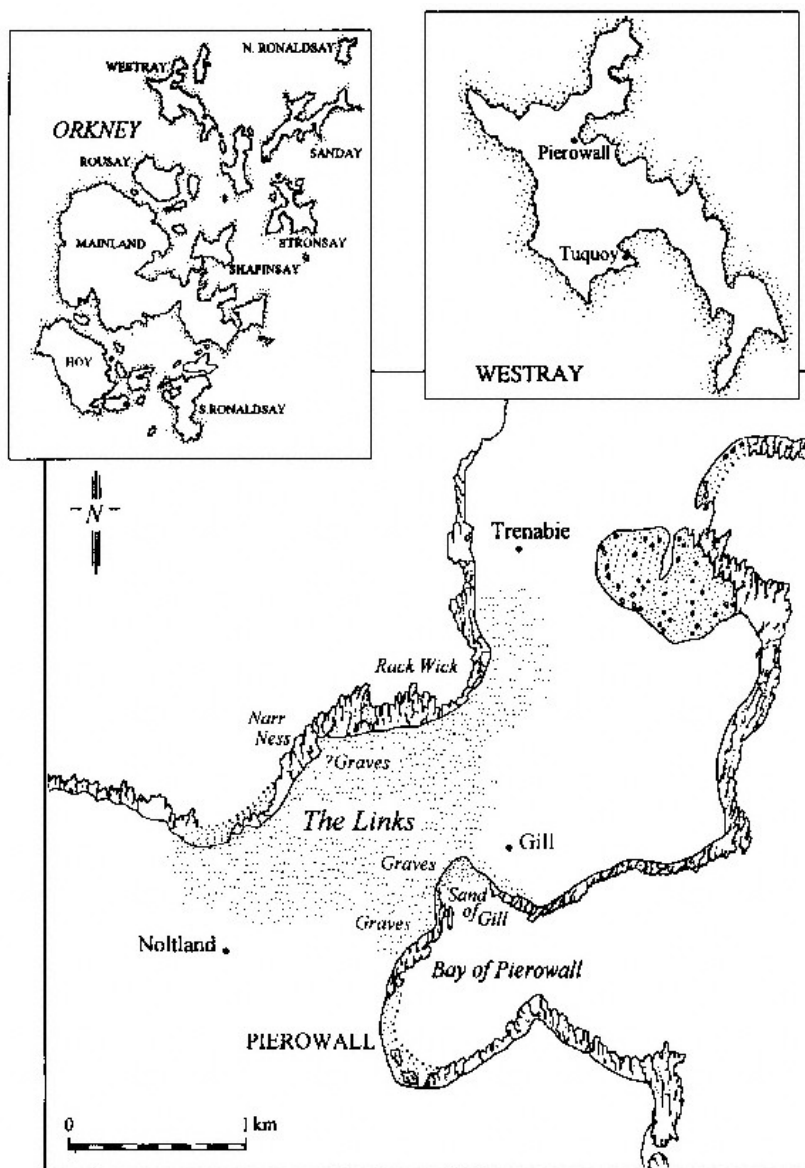 N. RONALDSAY
WESTRAY
ORKNEY
SANDAY
ROUSAY
MAINLAND
STRONSAY
SHAPINSAY
HOY
S. RONALDSAY
Pierowall
Tuquoy
WESTRAY
N
Trenabie
Rack Wick
Narr
Ness
?Graves
The Links
Gill
Graves
Sand
of
Gill
Graves
Noltland
Bay of Pierowall
PIEROWALL
0
1 km